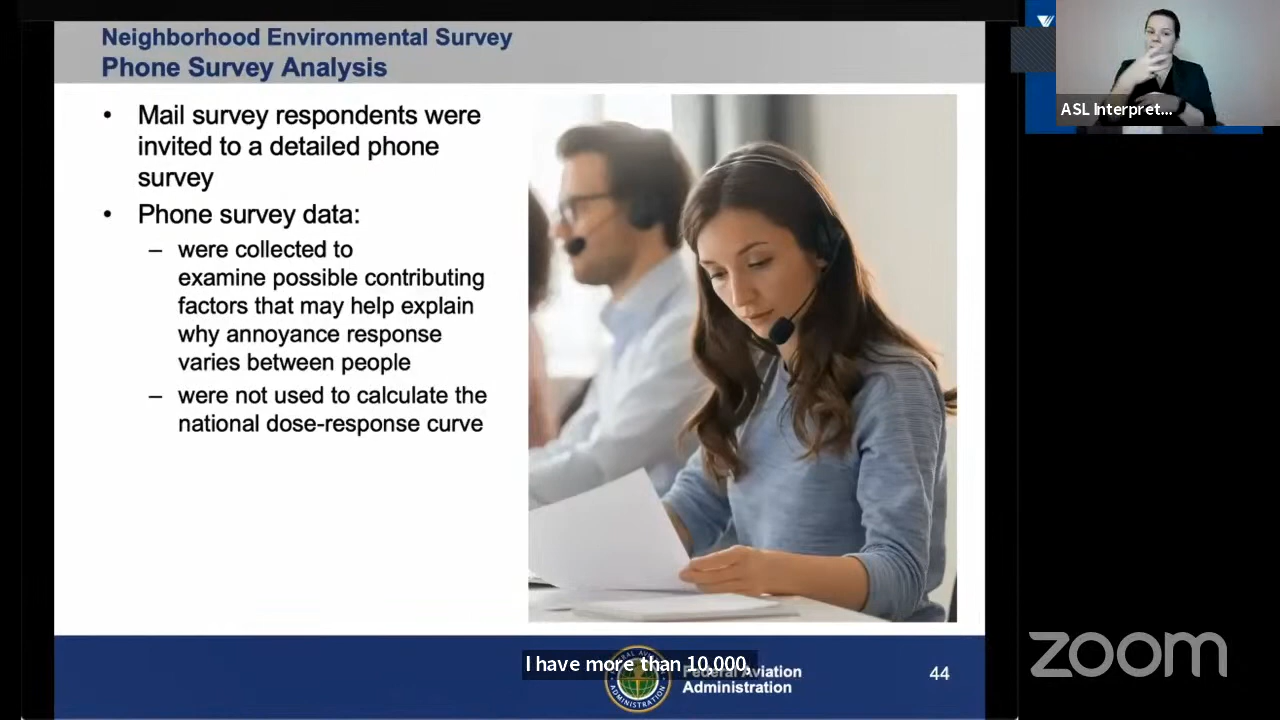 Neighborhood Environmental Survey
Phone Survey Analysis
• Mail survey respondents were
invited to a detailed phone
survey
• Phone survey data:
– were collected to
examine possible contributing
factors that may help explain
why annoyance response
varies between people
– were not used to calculate the
national dose-response curve
I have more than 10,000,
Federal Aviation
Administration
44
ASL Interpret...
zoom